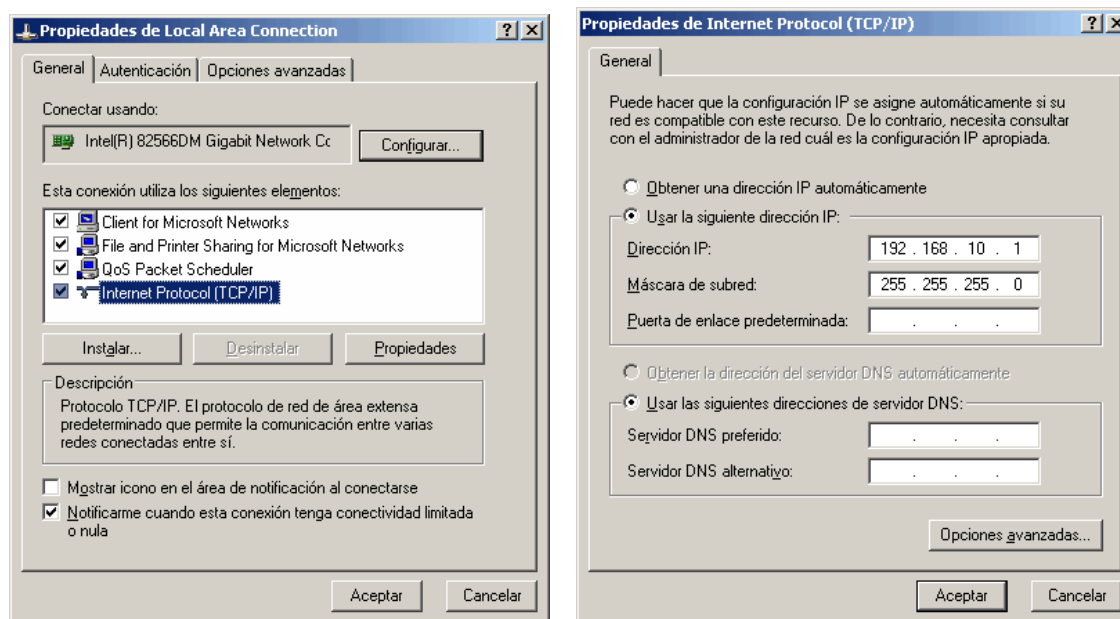 Propiedades de Local Area Connection
General
Autenticación
Opciones avanzadas
Conectar usando:
Intel(R) 82566DM Gigabit Network Cc
Configurar...
Esta conexión utiliza los siguientes elementos:
Client for Microsoft Networks
File and Printer Sharing for Microsoft Networks
QoS Packet Scheduler
Internet Protocol (TCP/IP)
Instalar...
Desinstalar
Propiedades
Descripción
Protocolo TCP/IP. El protocolo de red de área extensa
predeterminado que permite la comunicación entre varias
redes conectadas entre sí.
Mostrar icono en el área de notificación al conectarse
Notificarme cuando esta conexión tenga conectividad limitada
o nula
Aceptar
Cancelar
Propiedades de Internet Protocol (TCP/IP)
General
Puede hacer que la configuración IP se asigne automáticamente si su
red es compatible con este recurso. De lo contrario, necesita consultar
con el administrador de la red cuál es la configuración IP apropiada.
Obtener una dirección IP automáticamente
Usar la siguiente dirección IP:
Dirección IP:
192 . 168 . 10 . 1
Máscara de subred:
255 . 255 . 255 . 0
Puerta de enlace predeterminada:
. . .
Obtener la dirección del servidor DNS automáticamente
Usar las siguientes direcciones de servidor DNS:
Servidor DNS preferido:
. . .
Servidor DNS alternativo:
. . .
Opciones avanzadas...
Aceptar
Cancelar